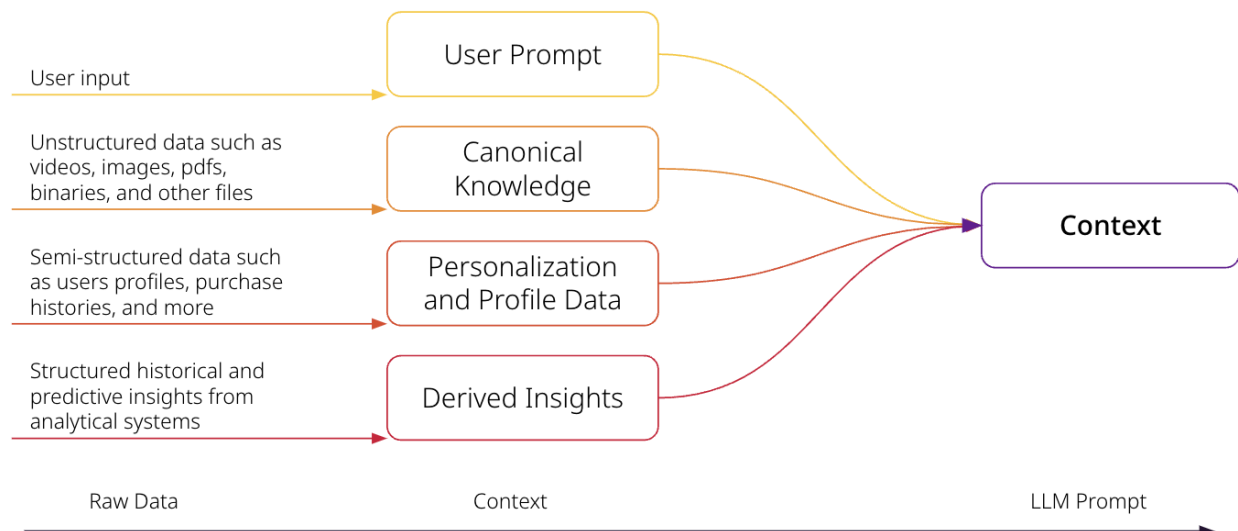 User Prompt
User input
Unstructured data such as
videos, images, pdfs,
binaries, and other files
Canonical
Knowledge
Context
Semi-structured data such
as users profiles, purchase
histories, and more
Personalization
and Profile Data
Structured historical and
predictive insights from
analytical systems
Derived Insights
Raw Data
Context
LLM Prompt